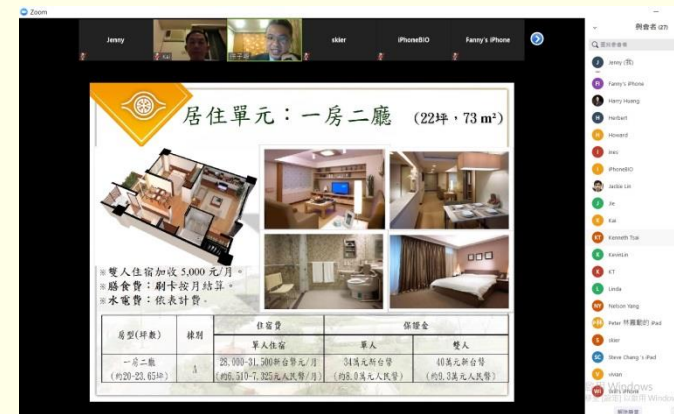 Zoom
Jenny
skier
iPhoneBIO
Fanny's iPhone
居住單元：一房二廳 (22坪，73 m²)
※雙人住宿加收 5,000 元/月。
※膳食費：刷卡按月結算。
※水電費：依表計費。
房型(坪數)
棟別
住宿費
保證金
單人住宿
單人
雙人
一房二廳
(約20-23.65坪)
A
28,000-31,500新台幣元/月
(約6,510-7,325元人民幣/月)
34萬元新台幣
(約8.0萬元人民幣)
40萬元新台幣
(約9.3萬元人民幣)
與會者 (27)
Jenny (我)
Fanny's iPhone
Harry Huang
Herbert
Howard
iPhoneBIO
Jackie Lin
Jie
Kai
Kenneth Tsai
KevinLin
KT
Linda
Nelson Yang
skier
Steve Chang's iPad
vivian
Windows